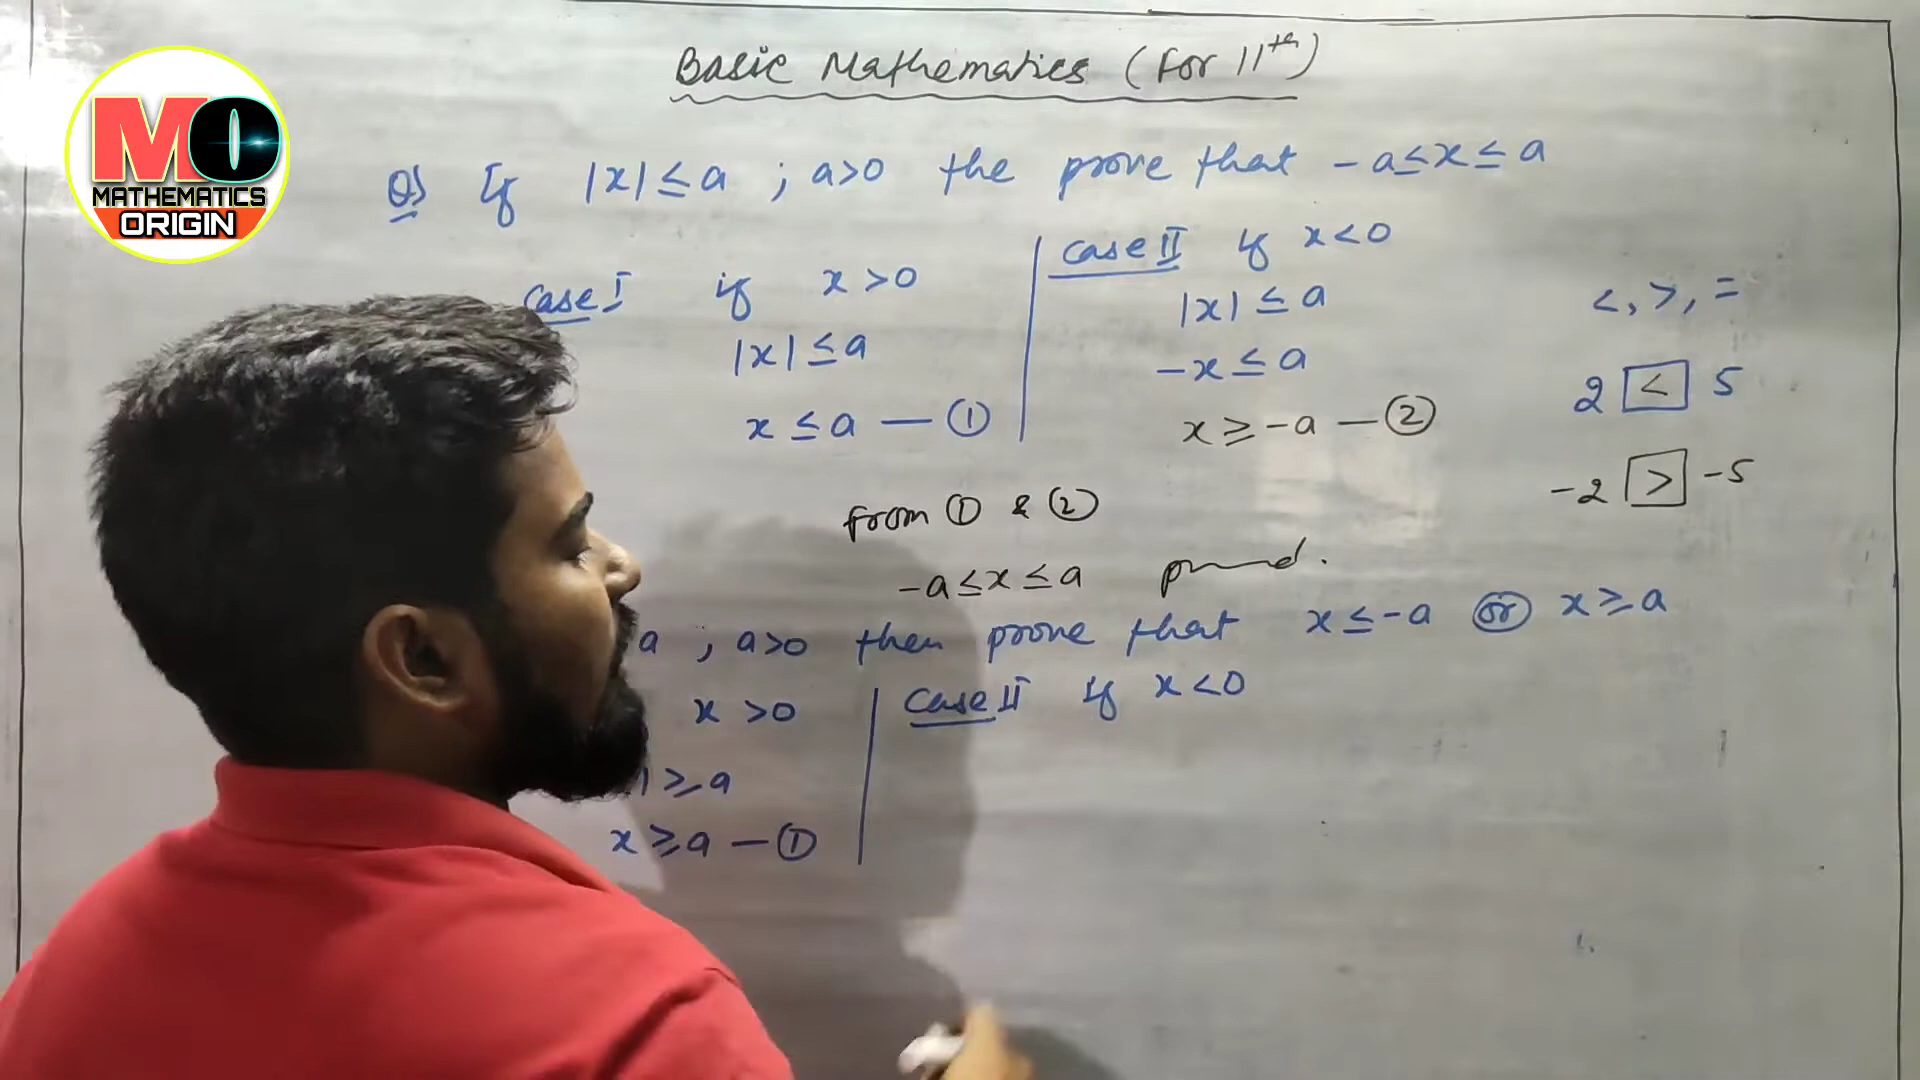 Basic Mathematics (For 11th)
MO
MATHEMATICS
ORIGIN
Q) If |x| ≤ a ; a>0 the prove that -a ≤ x ≤ a
Case I if x > 0
|x| ≤ a
x ≤ a — ①
Case II If x < 0
|x| ≤ a
-x ≤ a
x ≥ -a — ②
<, >, =
2 < 5
-2 > -5
From ① & ②
-a ≤ x ≤ a proved.
a , a>0 then prove that x ≤ -a or x ≥ a
x > 0
| ≥ a
x ≥ a — ①
Case II If x < 0